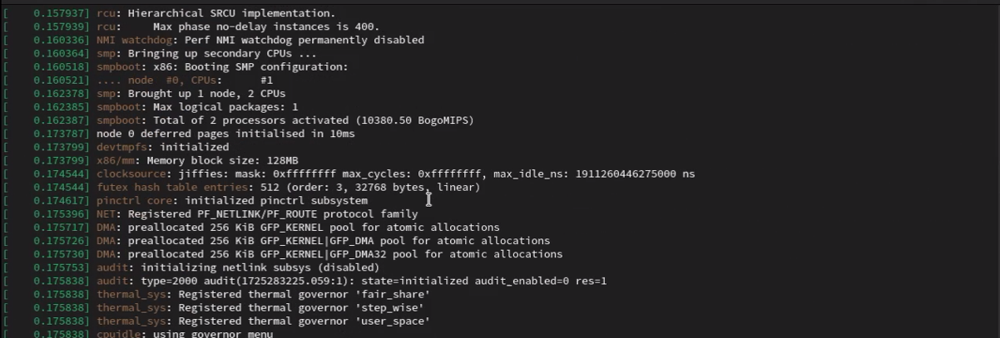 [    0.157937] rcu: Hierarchical SRCU implementation.
[    0.157939] rcu:     Max phase no-delay instances is 400.
[    0.160336] NMI watchdog: Perf NMI watchdog permanently disabled
[    0.160364] smp: Bringing up secondary CPUs ...
[    0.160518] smpboot: x86: Booting SMP configuration:
[    0.160521] .... node  #0, CPUs:      #1
[    0.162378] smp: Brought up 1 node, 2 CPUs
[    0.162385] smpboot: Max logical packages: 1
[    0.162387] smpboot: Total of 2 processors activated (10380.50 BogoMIPS)
[    0.173787] node 0 deferred pages initialised in 10ms
[    0.173799] devtmpfs: initialized
[    0.173799] x86/mm: Memory block size: 128MB
[    0.174544] clocksource: jiffies: mask: 0xffffffff max_cycles: 0xffffffff, max_idle_ns: 1911260446275000 ns
[    0.174544] futex hash table entries: 512 (order: 3, 32768 bytes, linear)
[    0.174617] pinctrl core: initialized pinctrl subsystem
[    0.175396] NET: Registered PF_NETLINK/PF_ROUTE protocol family
[    0.175717] DMA: preallocated 256 KiB GFP_KERNEL pool for atomic allocations
[    0.175726] DMA: preallocated 256 KiB GFP_KERNEL|GFP_DMA pool for atomic allocations
[    0.175730] DMA: preallocated 256 KiB GFP_KERNEL|GFP_DMA32 pool for atomic allocations
[    0.175753] audit: initializing netlink subsys (disabled)
[    0.175838] audit: type=2000 audit(1725283225.059:1): state=initialized audit_enabled=0 res=1
[    0.175838] thermal_sys: Registered thermal governor 'fair_share'
[    0.175838] thermal_sys: Registered thermal governor 'step_wise'
[    0.175838] thermal_sys: Registered thermal governor 'user_space'
[    0.175838] cpuidle: using governor menu